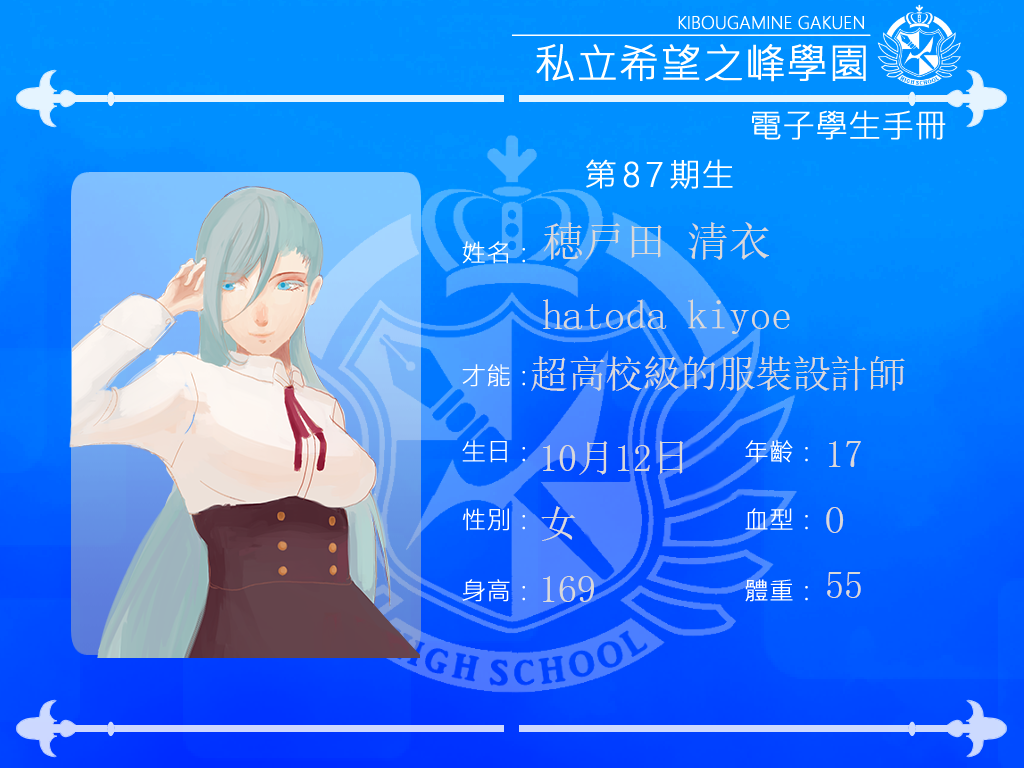 KIBOUGAMINE GAKUEN
私立希望之峰學園
HIGH SCHOOL
電子學生手冊
第87期生
姓名：穂戸田 清衣
hatoda kiyoe
才能：超高校級的服裝設計師
生日：10月12日 年齡：17
性別：女 血型：O
身高：169 體重：55
HIGH SCHOOL